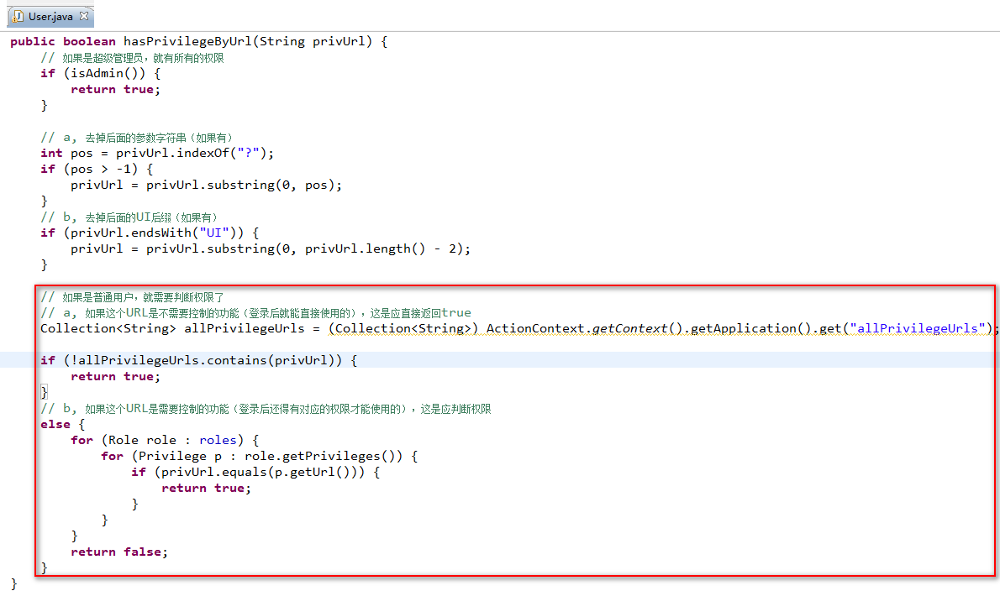 User.java
public boolean hasPrivilegeByUrl(String privUrl) {
// 如果是超级管理员，就有所有的权限
if (isAdmin()) {
return true;
}
// a, 去掉后面的参数字符串（如果有）
int pos = privUrl.indexOf("?");
if (pos > -1) {
privUrl = privUrl.substring(0, pos);
}
// b, 去掉后面的UI后缀（如果有）
if (privUrl.endsWith("UI")) {
privUrl = privUrl.substring(0, privUrl.length() - 2);
}
// 如果是普通用户，就需要判断权限了
// a, 如果这个URL是不需要控制的功能（登录后就能直接使用的），这是应直接返回true
Collection<String> allPrivilegeUrls = (Collection<String>) ActionContext.getContext().getApplication().get("allPrivilegeUrls");
if (!allPrivilegeUrls.contains(privUrl)) {
return true;
}
// b, 如果这个URL是需要控制的功能（登录后还得有对应的权限才能使用的），这是应判断权限
else {
for (Role role : roles) {
for (Privilege p : role.getPrivileges()) {
if (privUrl.equals(p.getUrl())) {
return true;
}
}
}
return false;
}
}